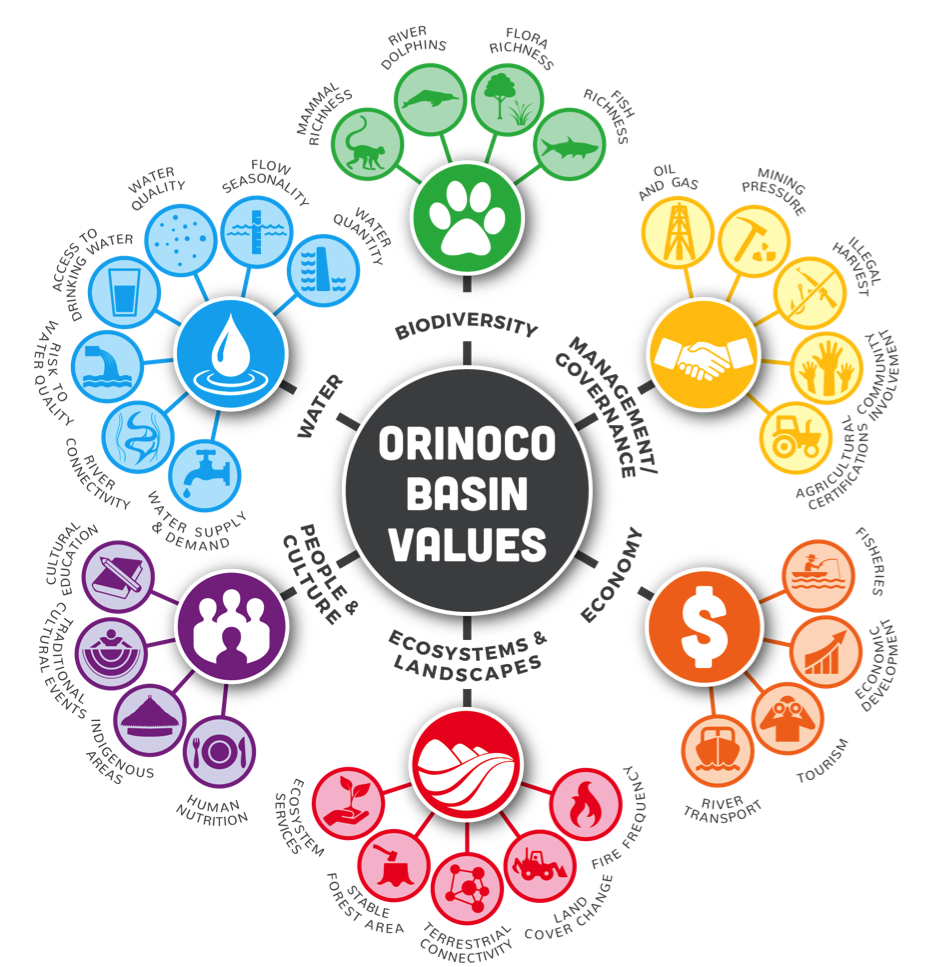 ORINOCO
BASIN
VALUES
BIODIVERSITY
MAMMAL
RICHNESS
RIVER
DOLPHINS
FLORA
RICHNESS
FISH
RICHNESS
MANAGEMENT/
GOVERNANCE
OIL
AND GAS
MINING
PRESSURE
ILLEGAL
HARVEST
COMMUNITY
INVOLVEMENT
AGRICULTURAL
CERTIFICATIONS
ECONOMY
$
FISHERIES
ECONOMIC
DEVELOPMENT
TOURISM
RIVER
TRANSPORT
ECOSYSTEMS &
LANDSCAPES
FIRE FREQUENCY
LAND
COVER CHANGE
TERRESTRIAL
CONNECTIVITY
STABLE
FOREST AREA
ECOSYSTEM
SERVICES
PEOPLE &
CULTURE
HUMAN
NUTRITION
INDIGENOUS
AREAS
TRADITIONAL
CULTURAL EVENTS
CULTURAL
EDUCATION
WATER
WATER SUPPLY
& DEMAND
RIVER
CONNECTIVITY
RISK TO
WATER QUALITY
ACCESS TO
DRINKING WATER
WATER
QUALITY
FLOW
SEASONALITY
WATER
QUANTITY